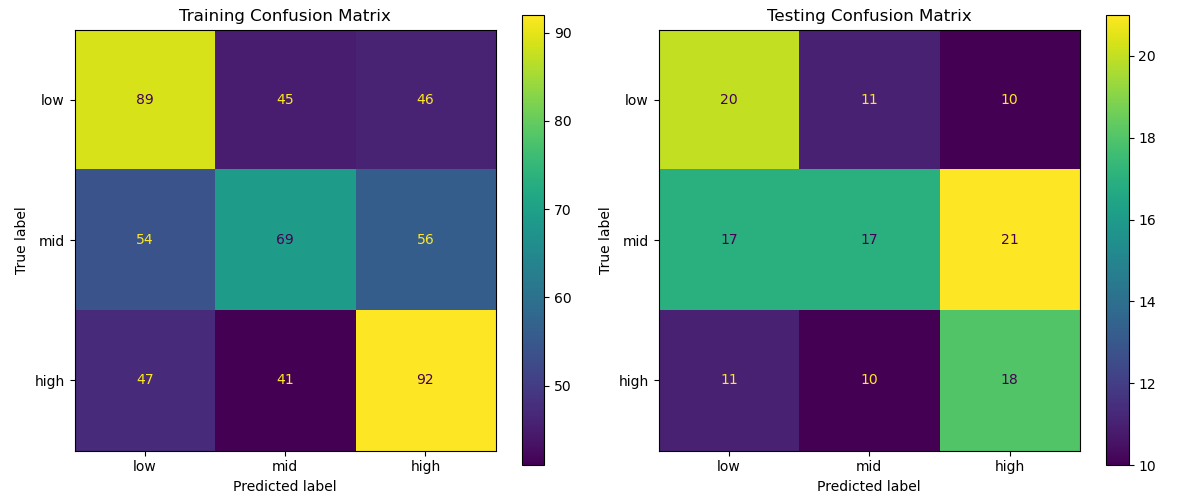 Training Confusion Matrix
low
mid
high
True label
89 45 46
54 69 56
47 41 92
low mid high
Predicted label
90
80
70
60
50
Testing Confusion Matrix
low
mid
high
True label
20 11 10
17 17 21
11 10 18
low mid high
Predicted label
20
18
16
14
12
10